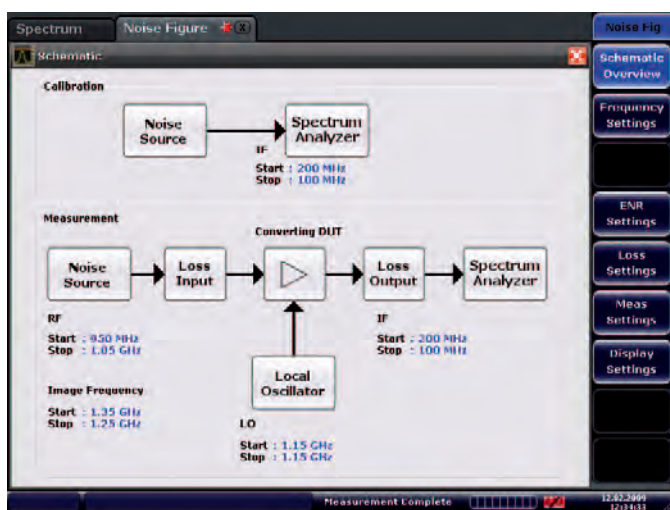 Spectrum
Noise Figure
Noise Fig
Schematic
Schematic
Overview
Frequency
Settings
ENR
Settings
Loss
Settings
Meas
Settings
Display
Settings
Calibration
Noise
Source
Spectrum
Analyzer
IF
Start : 200 MHz
Stop : 100 MHz
Measurement
Converting DUT
Noise
Source
Loss
Input
Loss
Output
Spectrum
Analyzer
RF
Start : 950 MHz
Stop : 1.05 GHz
IF
Start : 200 MHz
Stop : 100 MHz
Image Frequency
Start : 1.35 GHz
Stop : 1.25 GHz
Local
Oscillator
LO
Start : 1.15 GHz
Stop : 1.15 GHz
Measurement Complete
12.02.2009
12:34:33